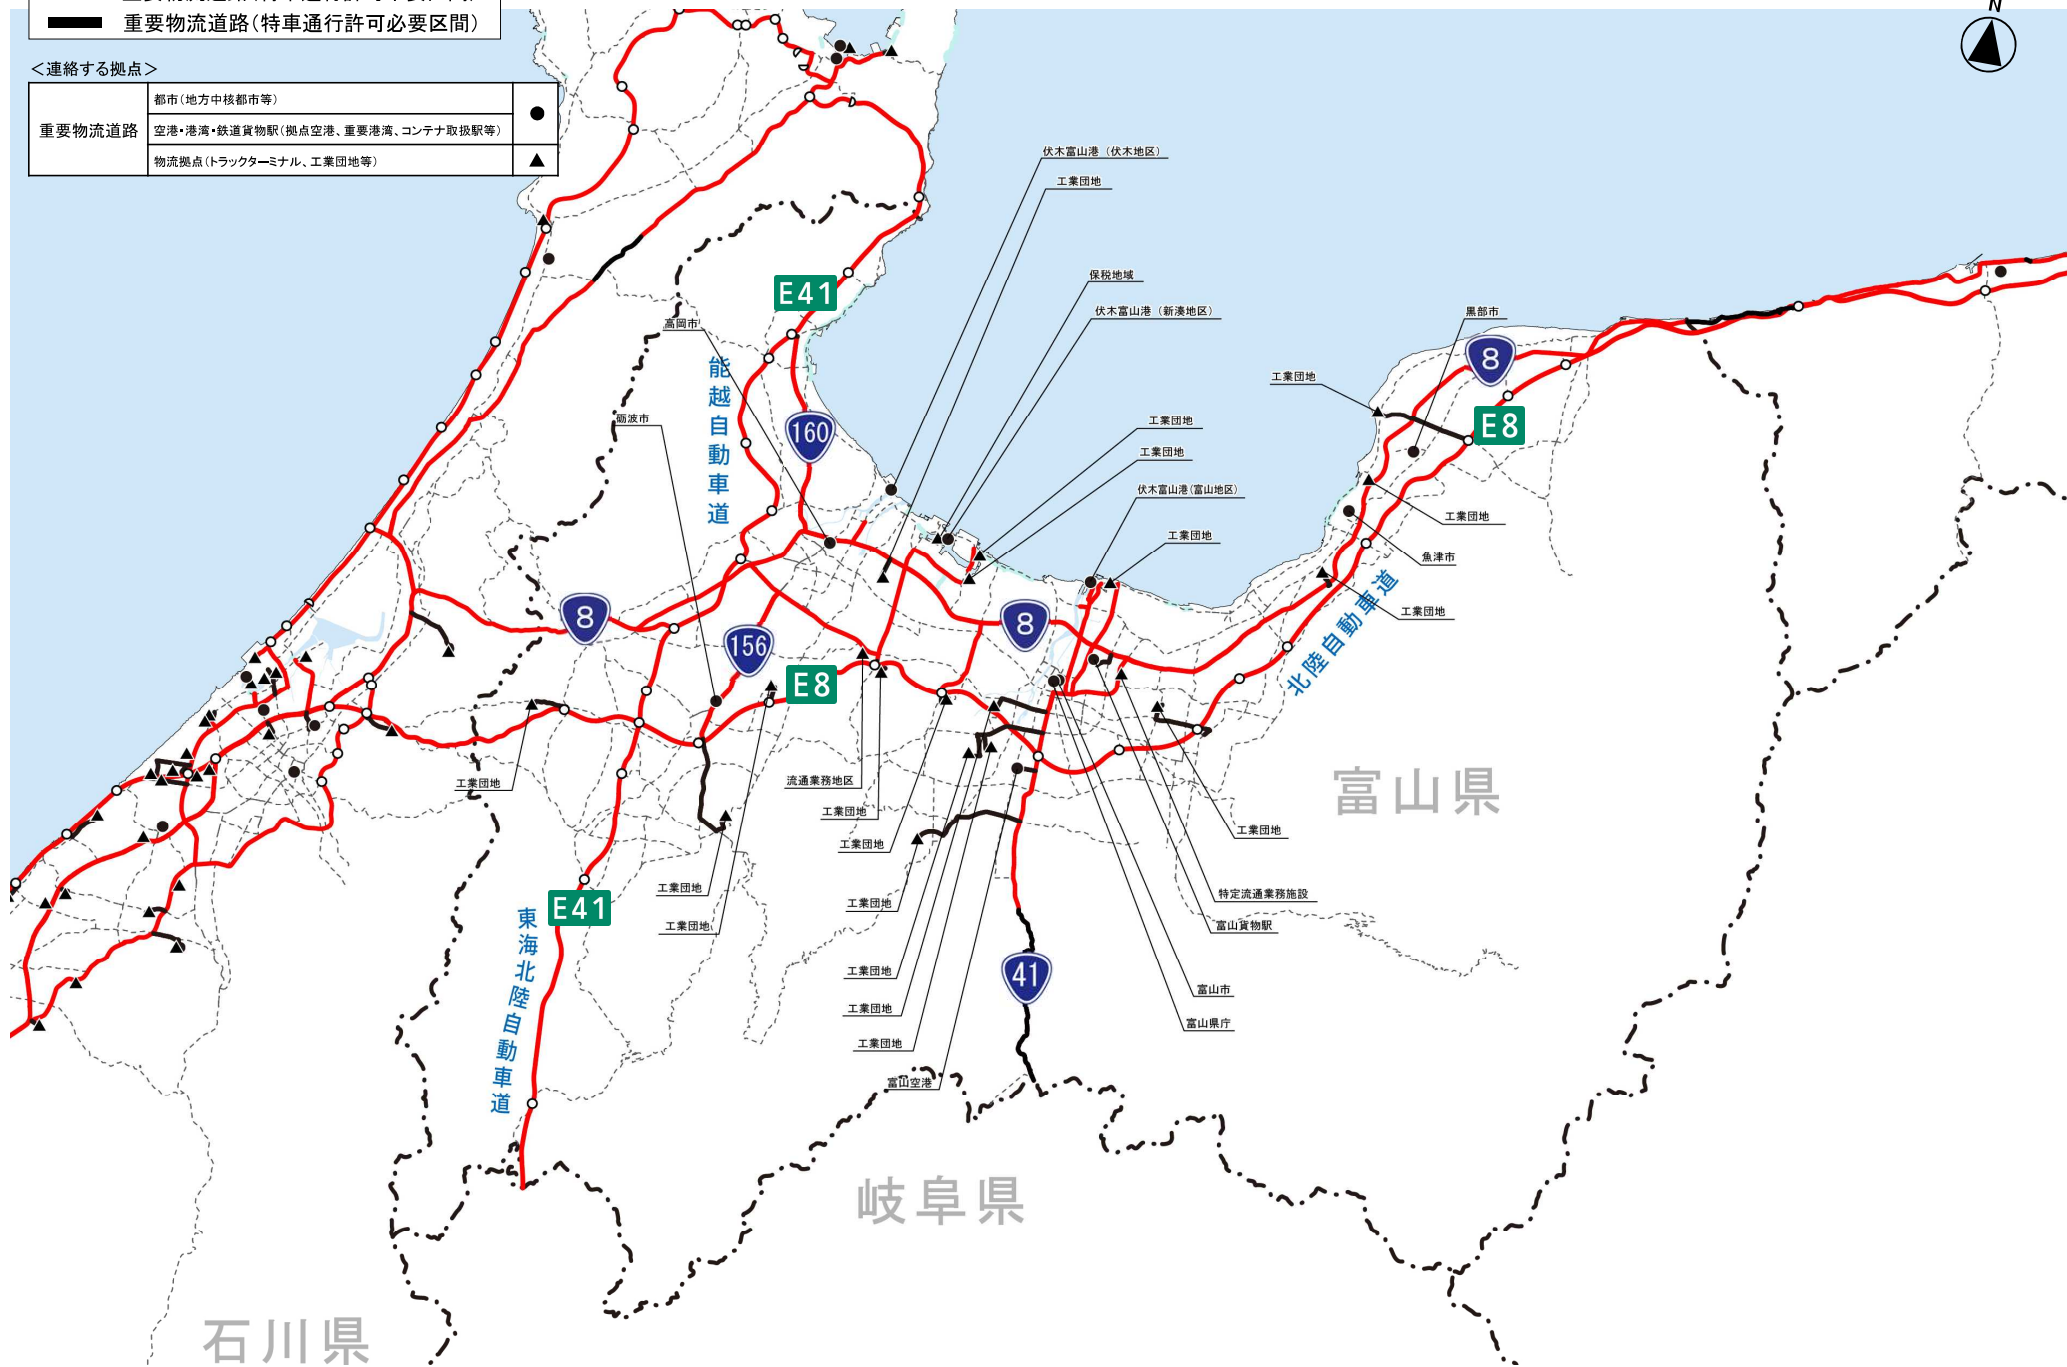 重要物流道路(特車通行許可必要区間)
N
<連絡する拠点>
重要物流道路
都市(地方中核都市等)
空港・港湾・鉄道貨物駅(拠点空港、重要港湾、コンテナ取扱駅等)
物流拠点(トラックターミナル、工業団地等)
伏木富山港(伏木地区)
工業団地
保税地域
伏木富山港(新湊地区)
E41
高岡市
能越自動車道
砺波市
160
黒部市
8
工業団地
E8
工業団地
工業団地
伏木富山港(富山地区)
工業団地
工業団地
魚津市
工業団地
北陸自動車道
8
156
8
E8
工業団地
流通業務地区
工業団地
工業団地
富山県
工業団地
工業団地
E41
工業団地
工業団地
特定流通業務施設
富山貨物駅
東海北陸自動車道
工業団地
41
富山市
工業団地
富山県庁
工業団地
富山空港
岐阜県
石川県